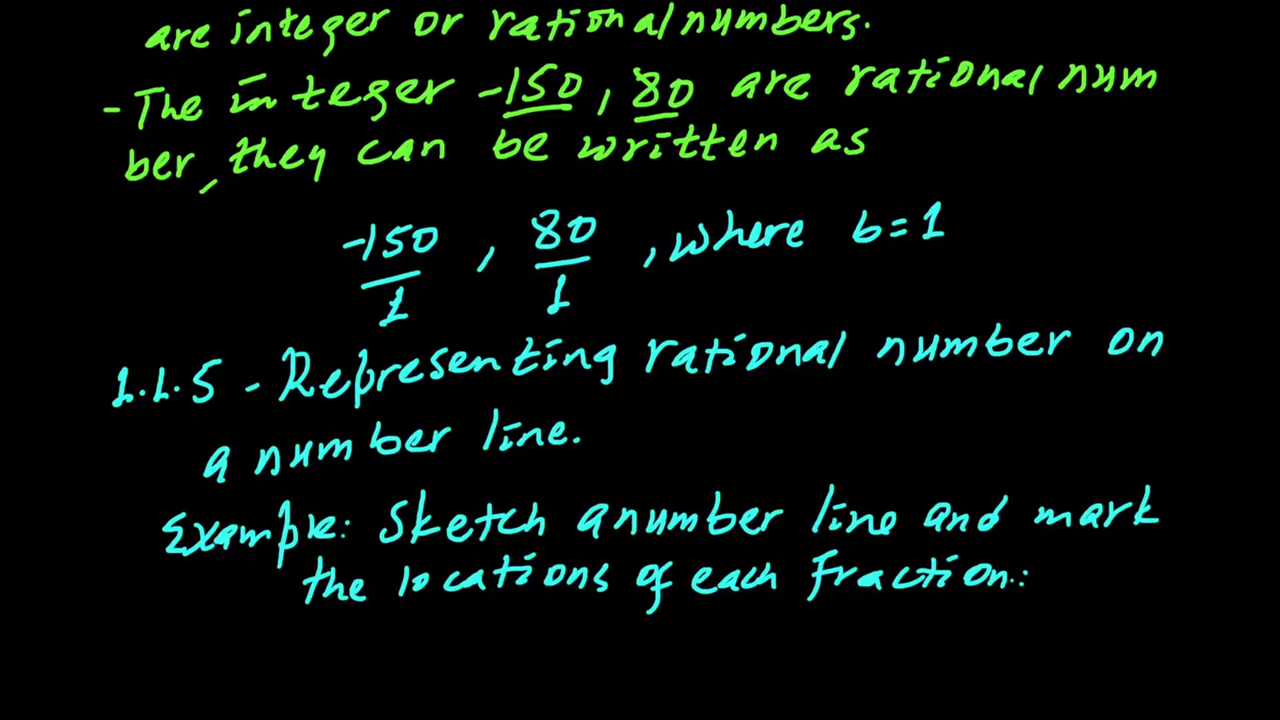 are integer or rational numbers.
- The integer -150, 80 are rational num
ber, they can be written as
-150/1 , 80/1 , where b=1
1.1.5 - Representing rational number on
a number line.
Example: Sketch a number line and mark
the locations of each fraction.: